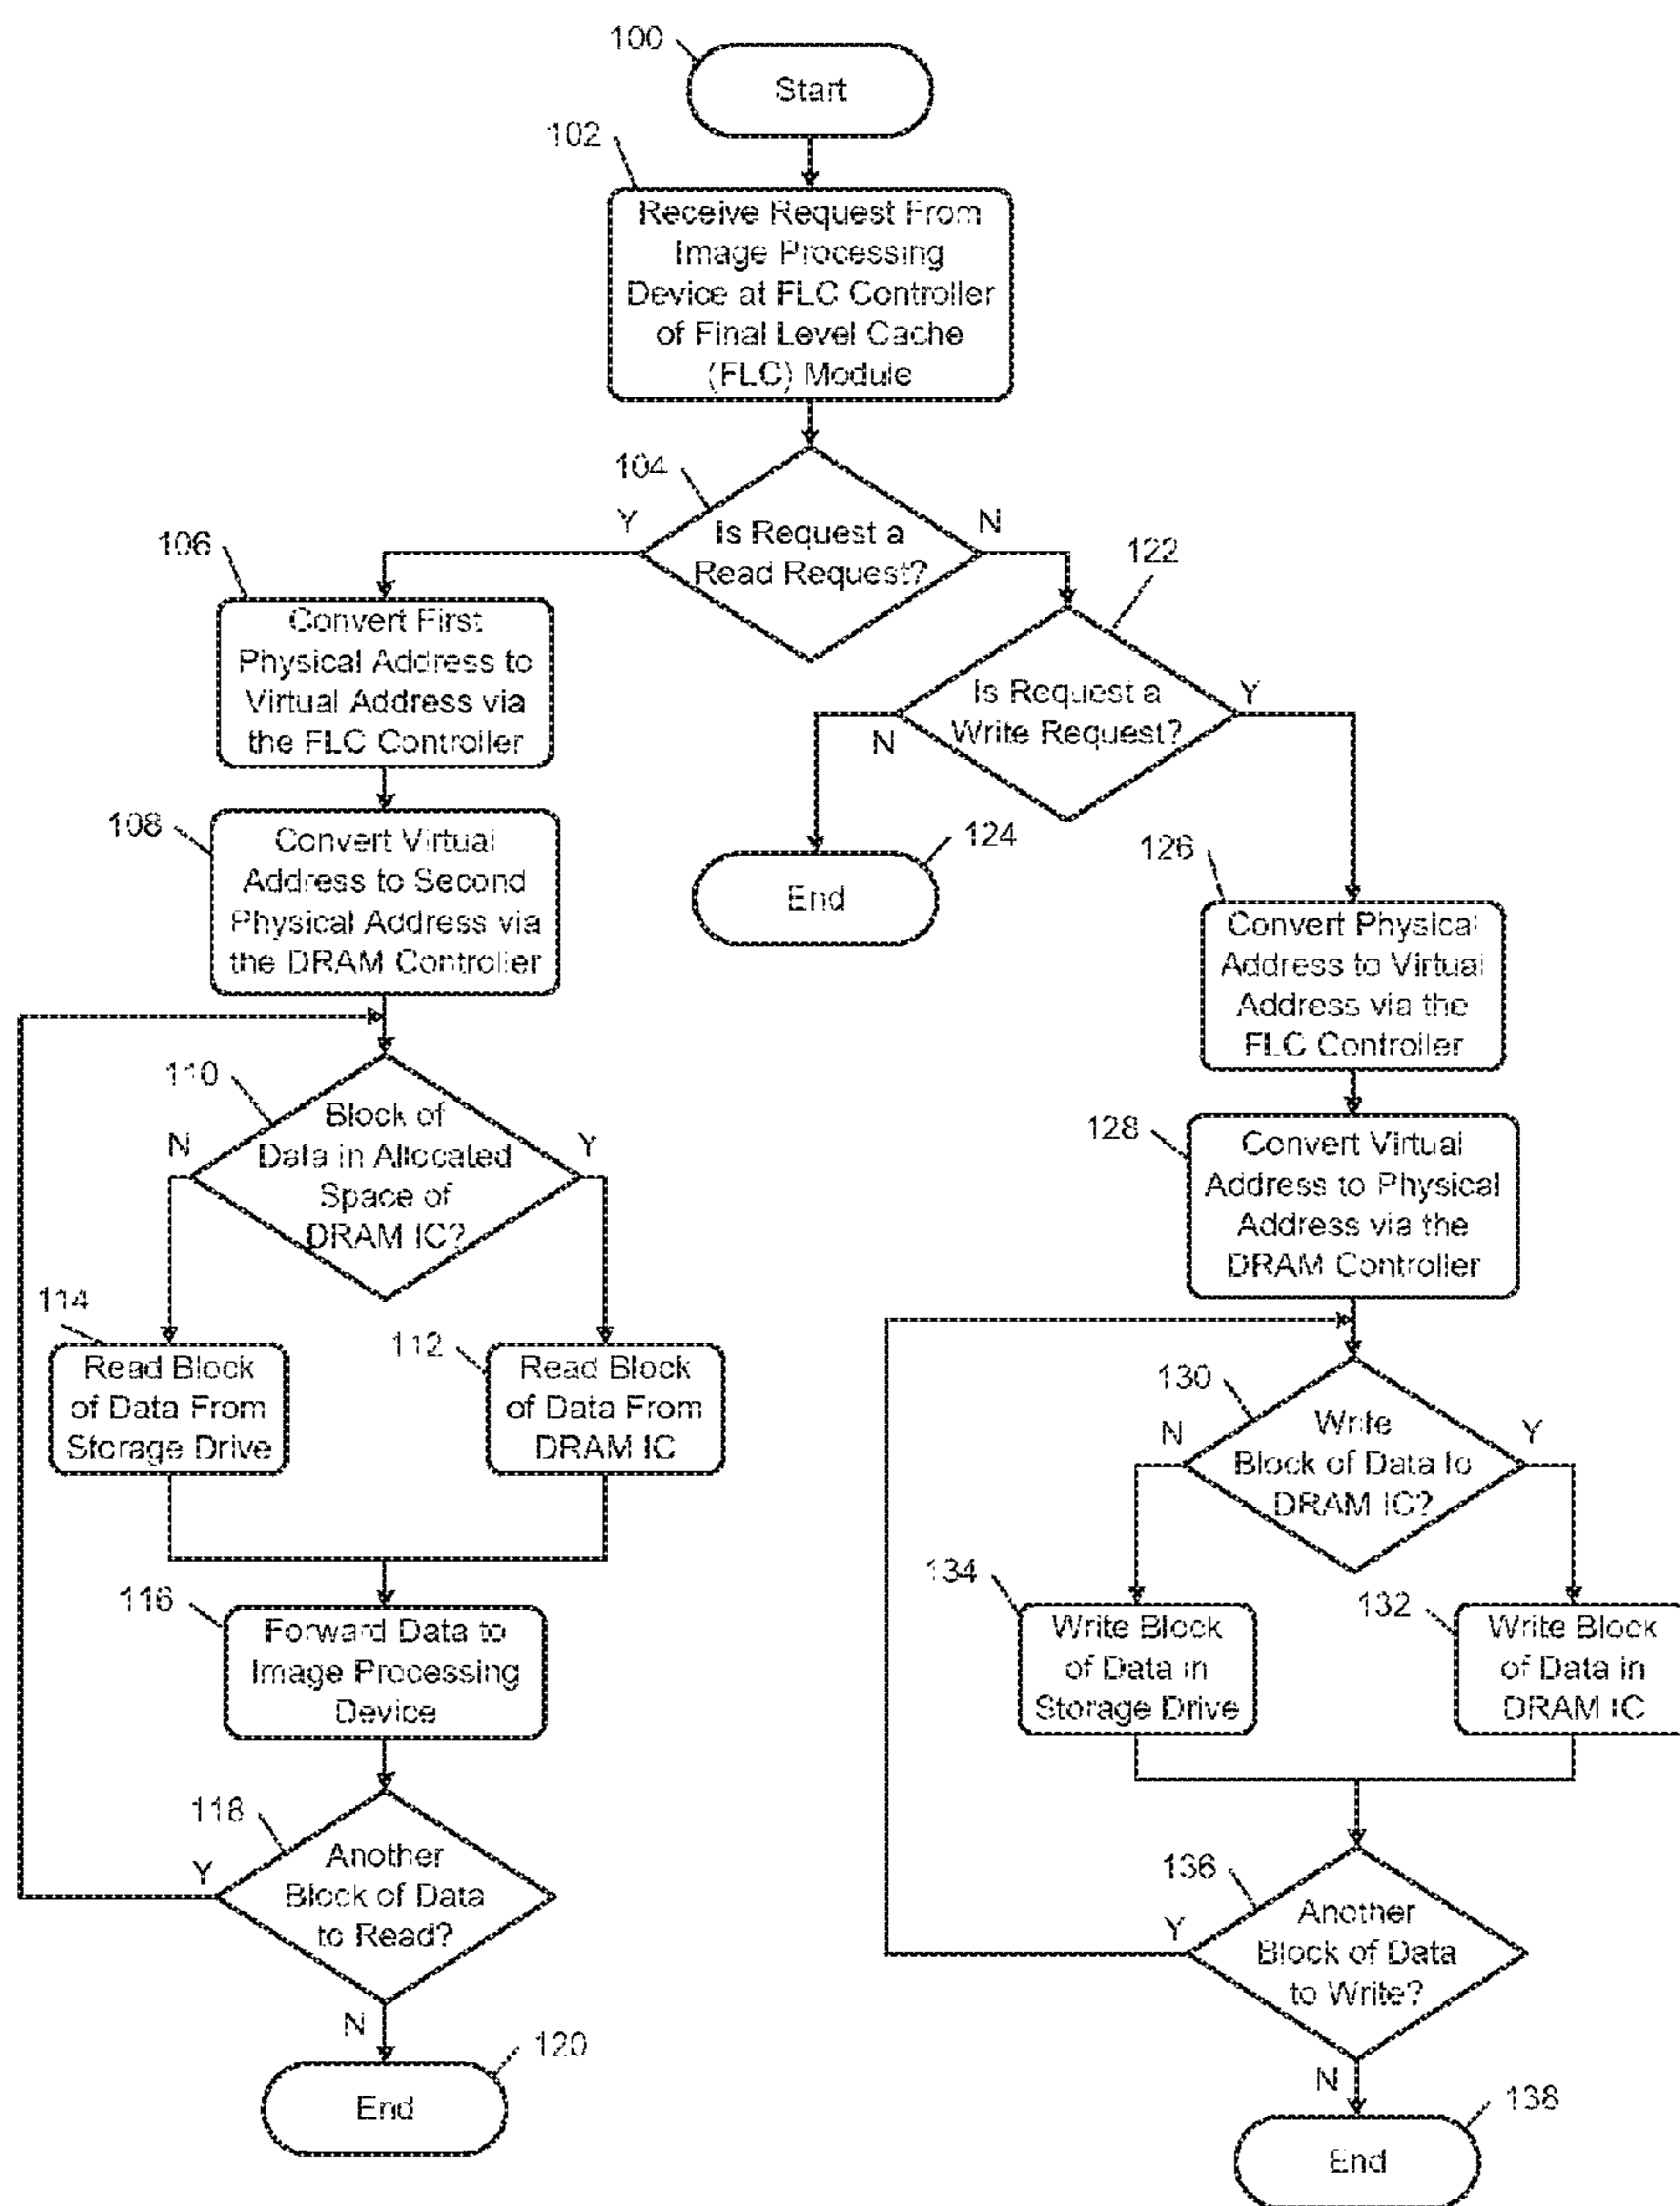 100
Start
102
Receive Request From
Image Processing
Device at FLC Controller
of Final Level Cache
(FLC) Module
104
Is Request a
Read Request?
Y
N
106
Convert First
Physical Address to
Virtual Address via
the FLC Controller
108
Convert Virtual
Address to Second
Physical Address via
the DRAM Controller
110
Block of
Data in Allocated
Space of
DRAM IC?
N
Y
114
Read Block
of Data From
Storage Drive
112
Read Block
of Data From
DRAM IC
116
Forward Data to
Image Processing
Device
118
Another
Block of Data
to Read?
Y
N
120
End
122
Is Request a
Write Request?
N
Y
124
End
126
Convert Physical
Address to Virtual
Address via the
FLC Controller
128
Convert Virtual
Address to Physical
Address via the
DRAM Controller
130
Write
Block of Data to
DRAM IC?
N
Y
134
Write Block
of Data in
Storage Drive
132
Write Block
of Data in
DRAM IC
136
Another
Block of Data
to Write?
Y
N
138
End